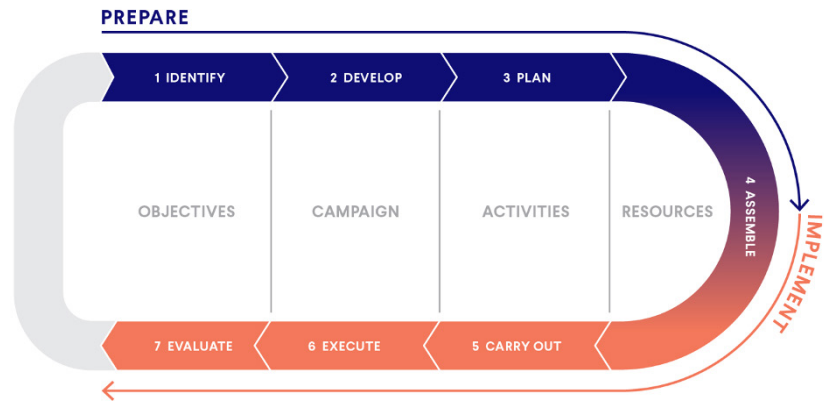 PREPARE
1 IDENTIFY
2 DEVELOP
3 PLAN
4 ASSEMBLE
OBJECTIVES
CAMPAIGN
ACTIVITIES
RESOURCES
IMPLEMENT
7 EVALUATE
6 EXECUTE
5 CARRY OUT